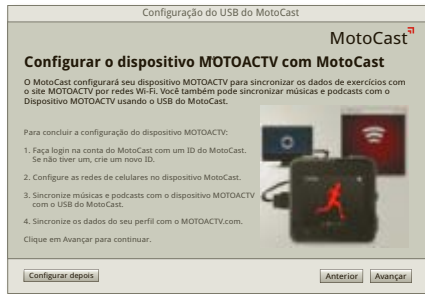 Configuração do USB do MotoCast
MotoCast
Configurar o dispositivo MOTOACTV com MotoCast
O MotoCast configurará seu dispositivo MOTOACTV para sincronizar os dados de exercícios com
o site MOTOACTV por redes Wi-Fi. Você também pode sincronizar músicas e podcasts com o
Dispositivo MOTOACTV usando o USB do MotoCast.
Para concluir a configuração do dispositivo MOTOACTV:
1. Faça login na conta do MotoCast com um ID do MotoCast.
Se não tiver um, crie um novo ID.
2. Configure as redes de celulares no dispositivo MotoCast.
3. Sincronize músicas e podcasts com o dispositivo MOTOACTV
com o USB do MotoCast.
4. Sincronize os dados do seu perfil com o MOTOACTV.com.
Clique em Avançar para continuar.
Configurar depois
Anterior
Avançar